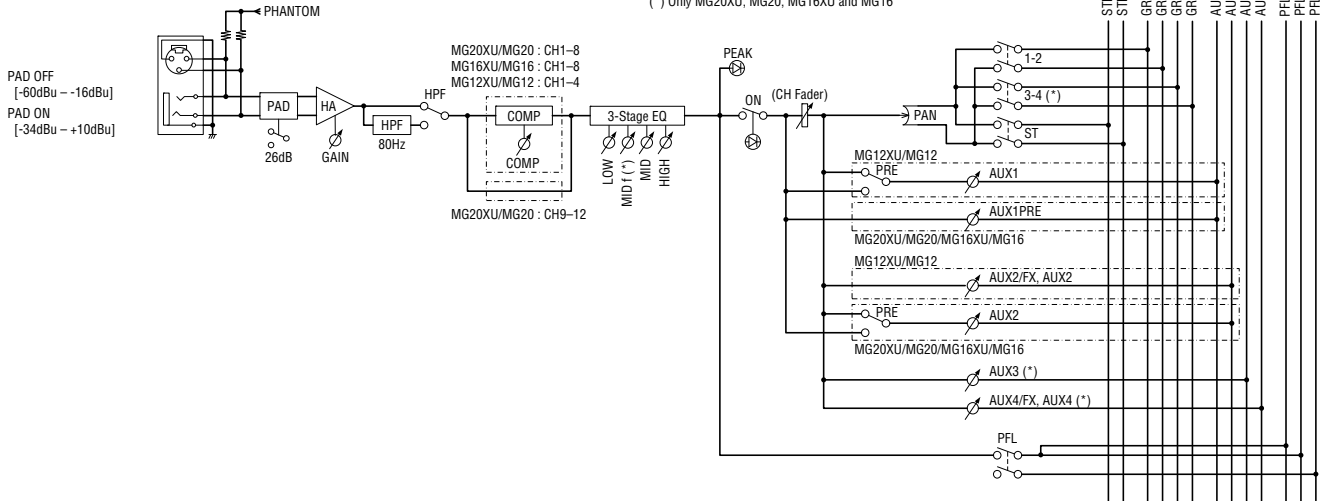 (*) Only MG20XU, MG20, MG16XU and MG16
PHANTOM
PAD OFF
[-60dBu – -16dBu]
PAD ON
[-34dBu – +10dBu]
PAD
26dB
HA
GAIN
HPF
80Hz
HPF
MG20XU/MG20 : CH1–8
MG16XU/MG16 : CH1–8
MG12XU/MG12 : CH1–4
COMP
COMP
MG20XU/MG20 : CH9–12
3-Stage EQ
LOW
MID f (*)
MID
HIGH
PEAK
ON
(CH Fader)
PAN
1-2
3-4 (*)
ST
MG12XU/MG12
PRE
AUX1
AUX1PRE
MG20XU/MG20/MG16XU/MG16
MG12XU/MG12
AUX2/FX, AUX2
PRE
AUX2
MG20XU/MG20/MG16XU/MG16
AUX3 (*)
AUX4/FX, AUX4 (*)
PFL